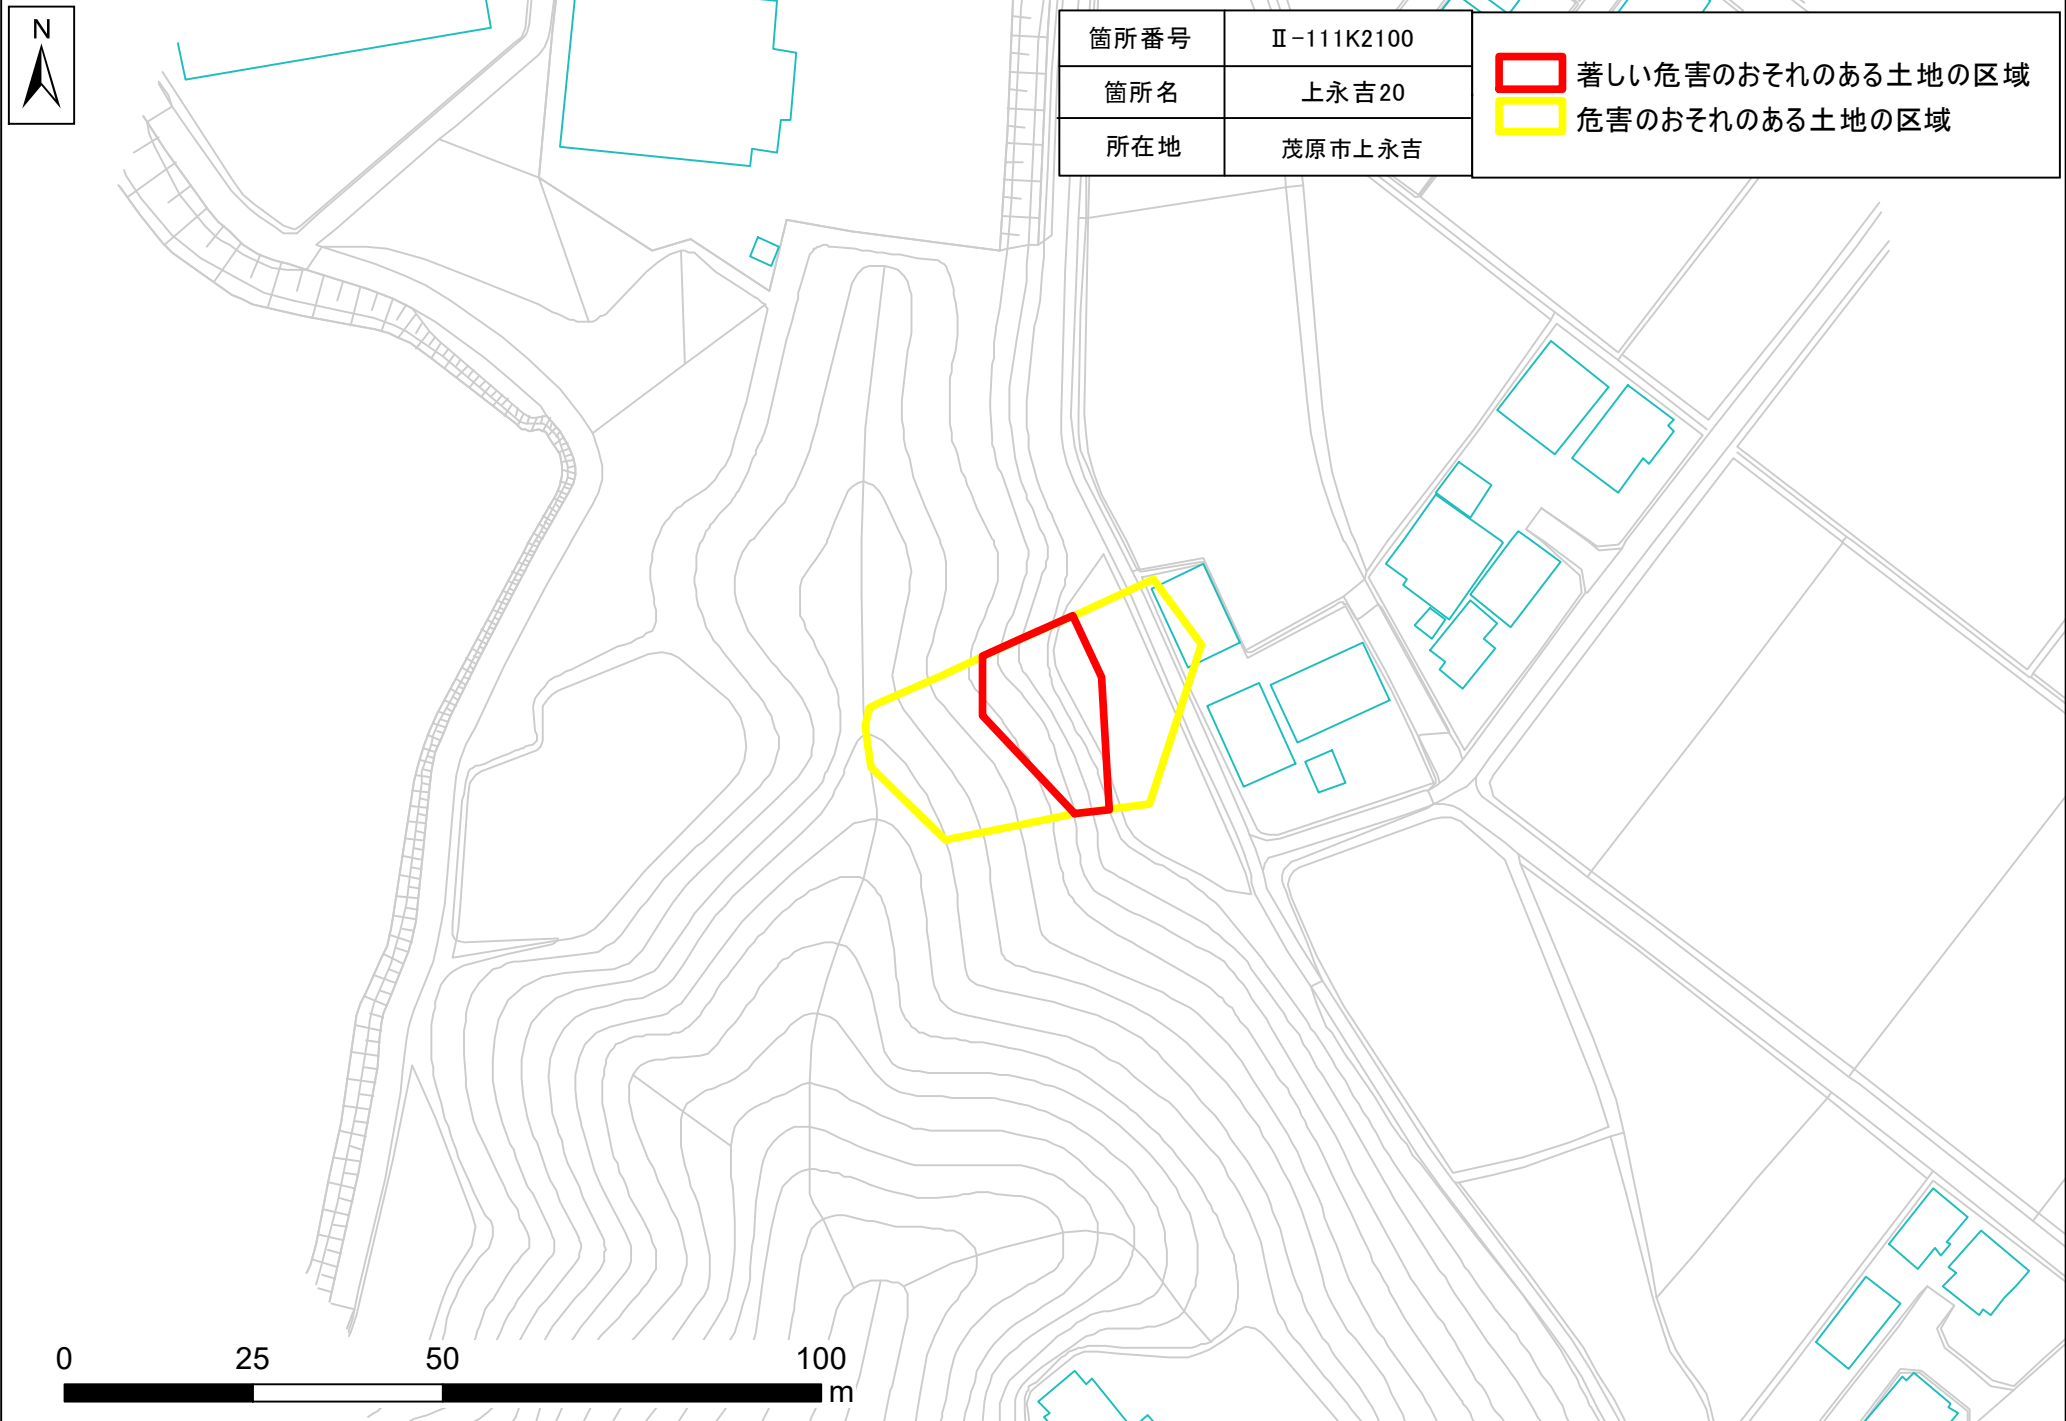 N
箇所番号 Ⅱ-111K2100
箇所名 上永吉20
所在地 茂原市上永吉
著しい危害のおそれのある土地の区域
危害のおそれのある土地の区域
0 25 50 100 m